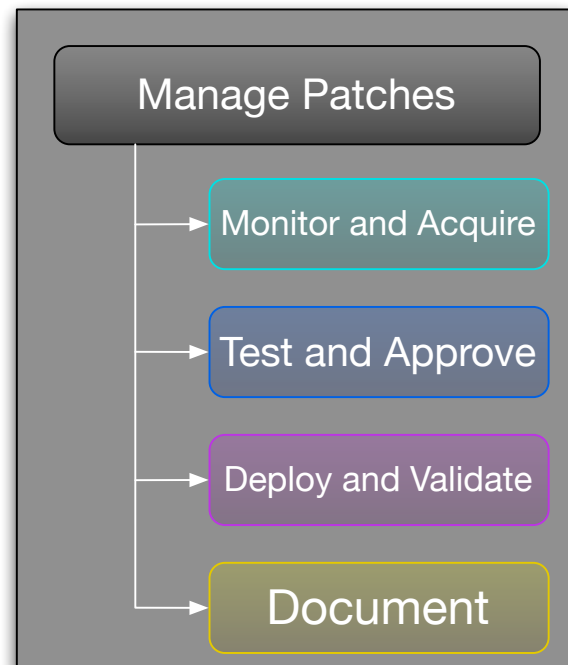 Manage Patches
Monitor and Acquire
Test and Approve
Deploy and Validate
Document